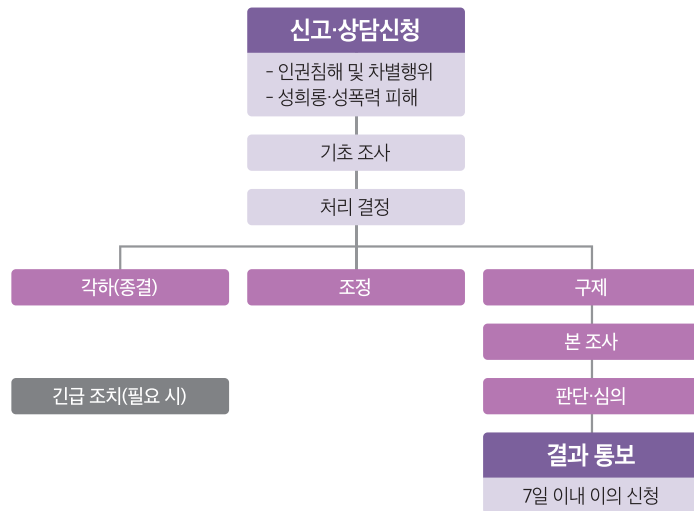 신고·상담신청
- 인권침해 및 차별행위
- 성희롱·성폭력 피해
기초 조사
처리 결정
각하(종결)
조정
구제
본 조사
긴급 조치(필요 시)
판단·심의
결과 통보
7일 이내 이의 신청